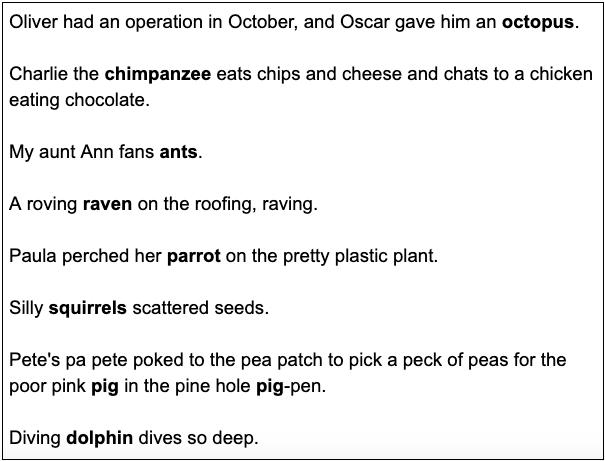 Oliver had an operation in October, and Oscar gave him an octopus.
Charlie the chimpanzee eats chips and cheese and chats to a chicken
eating chocolate.
My aunt Ann fans ants.
A roving raven on the roofing, raving.
Paula perched her parrot on the pretty plastic plant.
Silly squirrels scattered seeds.
Pete's pa pete poked to the pea patch to pick a peck of peas for the
poor pink pig in the pine hole pig-pen.
Diving dolphin dives so deep.